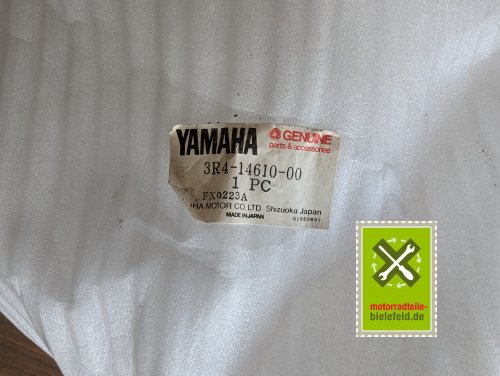 YAMAHA
GENUINE
parts & accessories
3R4-14610-00
1 PC
FX0223A
AHA MOTOR CO.,LTD. Shizuoka Japan
MADE IN JAPAN
motorradteile-
bielefeld.de